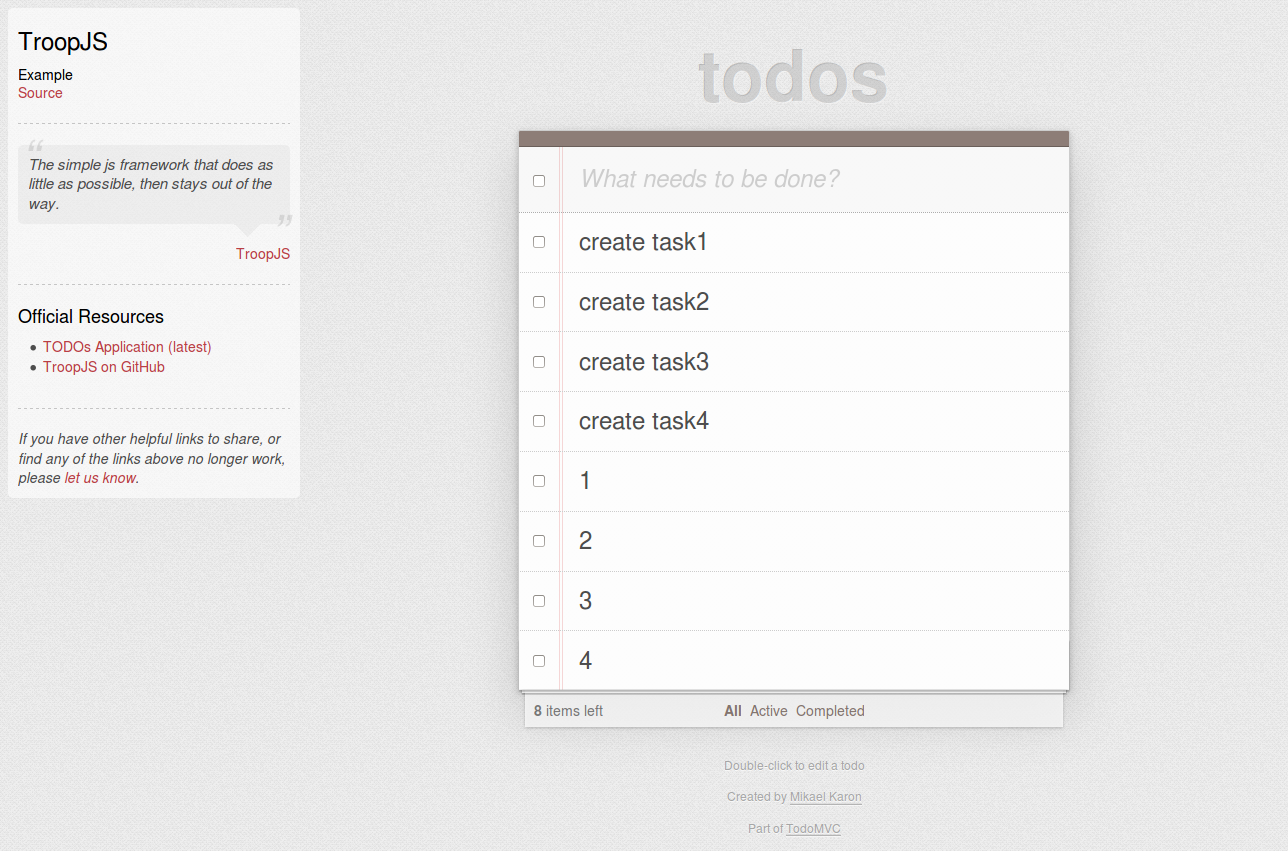 TroopJS
Example
Source
“
The simple js framework that does as
little as possible, then stays out of the
way.
”
TroopJS
Official Resources
• TODOs Application (latest)
• TroopJS on GitHub
If you have other helpful links to share, or
find any of the links above no longer work,
please let us know.
todos
What needs to be done?
create task1
create task2
create task3
create task4
1
2
3
4
8 items left All Active Completed
Double-click to edit a todo
Created by Mikael Karon
Part of TodoMVC